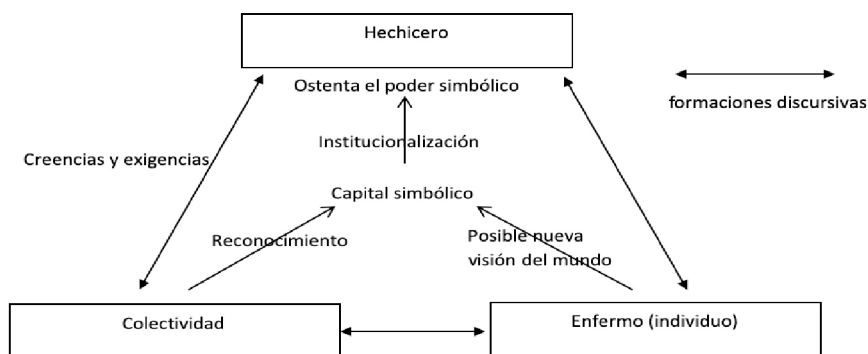 Hechicero
Ostenta el poder simbólico
formaciones discursivas
Institucionalización
Creencias y exigencias
Capital simbólico
Reconocimiento
Posible nueva
visión del mundo
Colectividad
Enfermo (individuo)